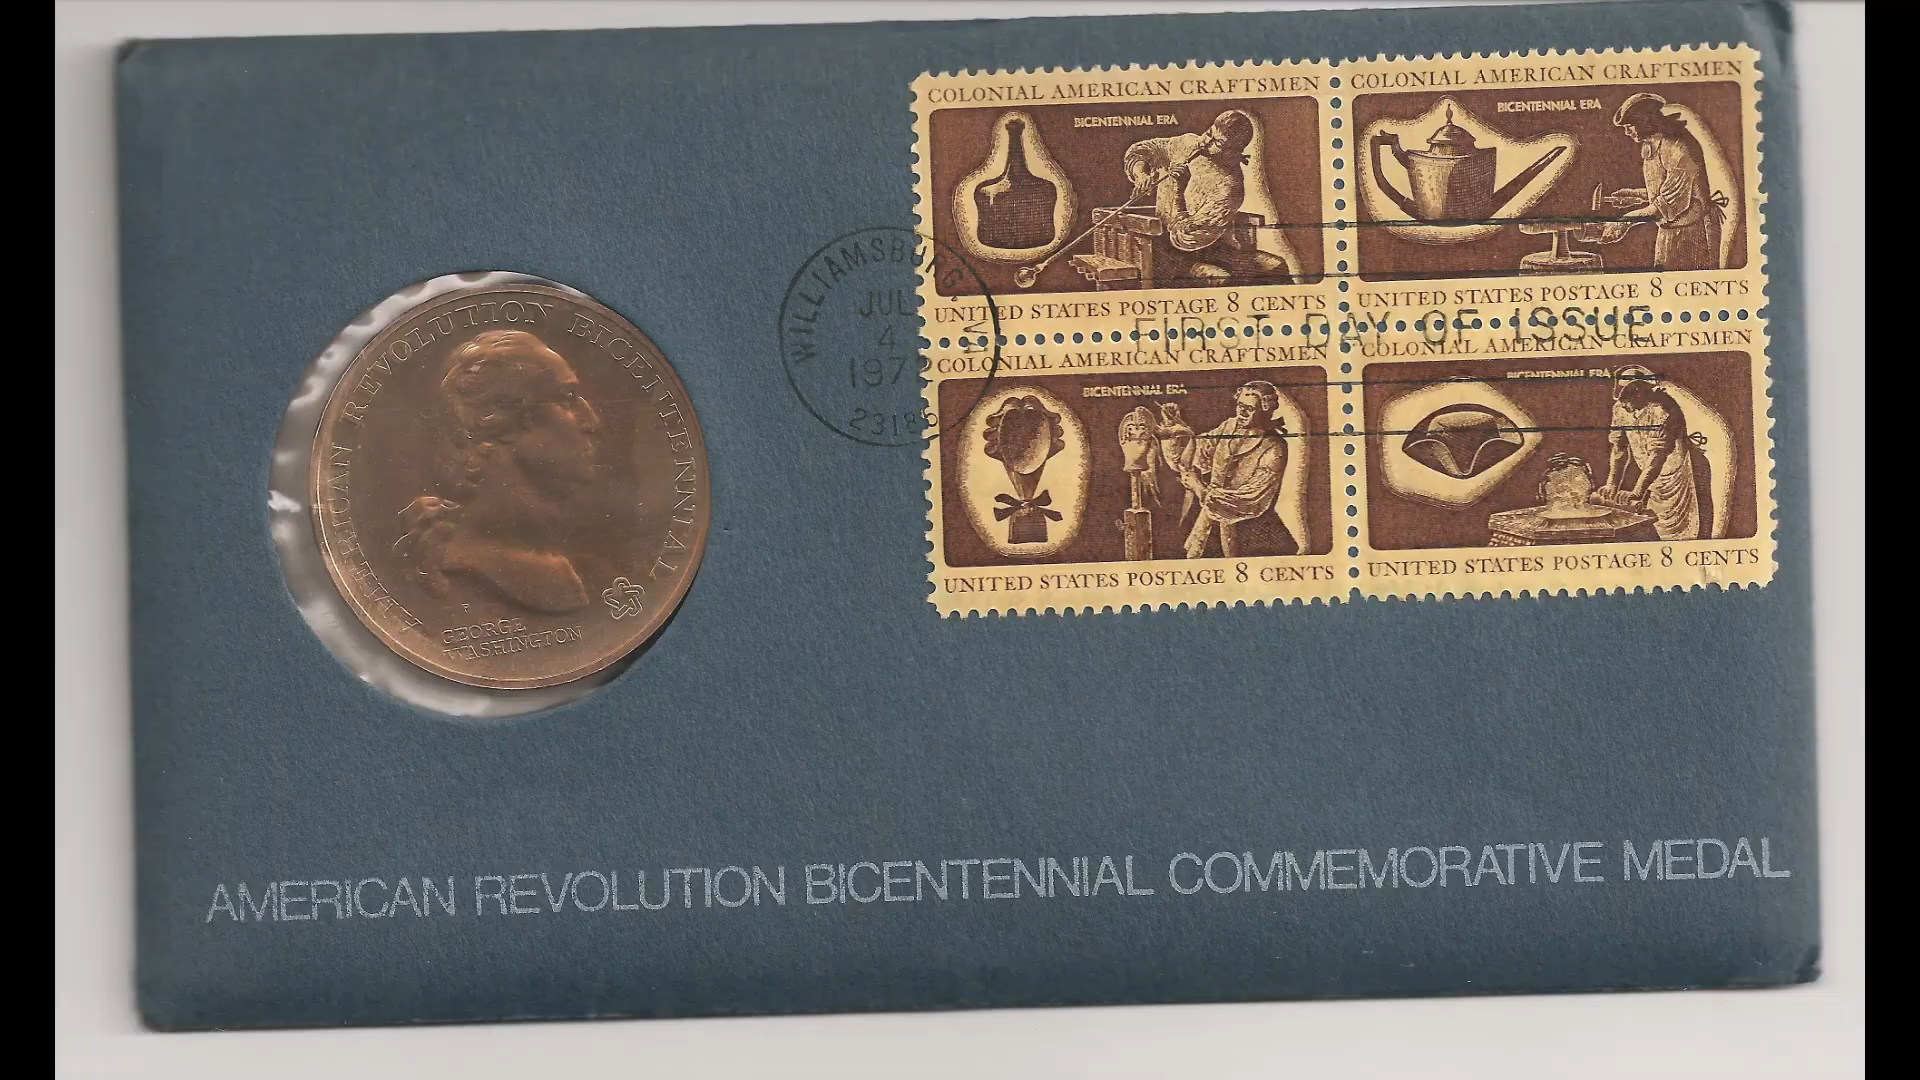 COLONIAL AMERICAN CRAFTSMEN
BICENTENNIAL ERA
UNITED STATES POSTAGE 8 CENTS
COLONIAL AMERICAN CRAFTSMEN
BICENTENNIAL ERA
UNITED STATES POSTAGE 8 CENTS
COLONIAL AMERICAN CRAFTSMEN
BICENTENNIAL ERA
UNITED STATES POSTAGE 8 CENTS
COLONIAL AMERICAN CRAFTSMEN
BICENTENNIAL ERA
UNITED STATES POSTAGE 8 CENTS
WILLIAMSBURG,
JUL
4
1972
23185
FIRST DAY OF ISSUE
AMERICAN REVOLUTION BICENTENNIAL
GEORGE
WASHINGTON
AMERICAN REVOLUTION BICENTENNIAL COMMEMORATIVE MEDAL